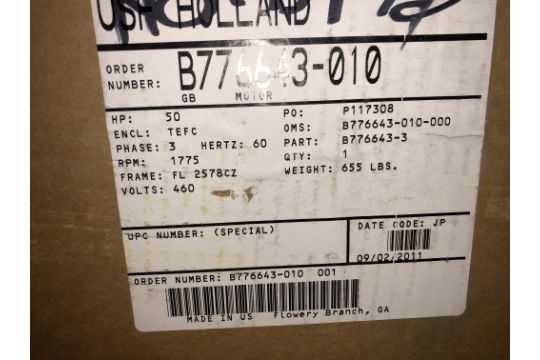 USF HOLLAND
ORDER NUMBER: B776643-010
GB MOTOR
HP: 50
ENCL: TEFC
PHASE: 3 HERTZ: 60
RPM: 1775
FRAME: FL 2578CZ
VOLTS: 460
PO: P117308
OMS: B776643-010-000
PART: B776643-3
QTY: 1
WEIGHT: 655 LBS.
UPC NUMBER: (SPECIAL)
DATE CODE: JP
09/02/2011
ORDER NUMBER: B776643-010 001
MADE IN US Flowery Branch, GA